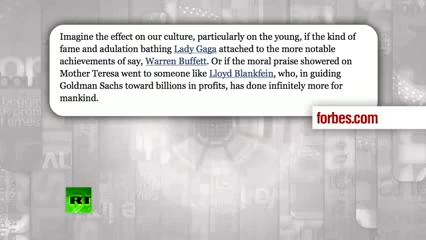 Imagine the effect on our culture, particularly on the young, if the kind of
fame and adulation bathing Lady Gaga attached to the more notable
achievements of say, Warren Buffett. Or if the moral praise showered on
Mother Teresa went to someone like Lloyd Blankfein, who, in guiding
Goldman Sachs toward billions in profits, has done infinitely more for
mankind.
forbes.com
RT